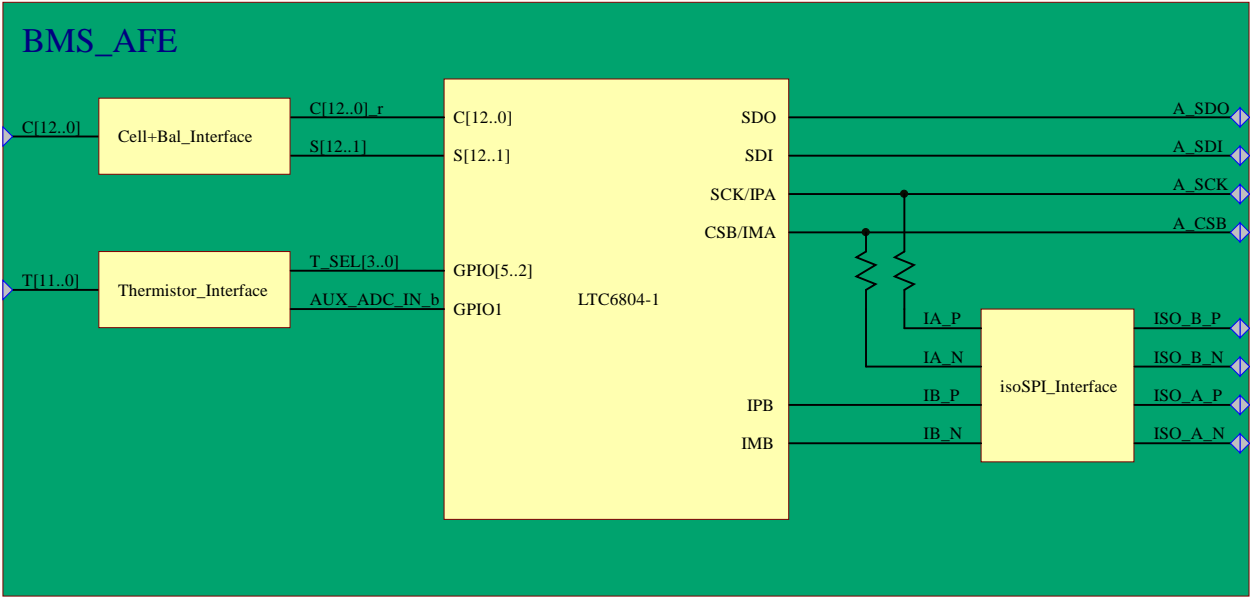 BMS_AFE
C[12..0]
Cell+Bal_Interface
C[12..0]_r
S[12..1]
T[11..0]
Thermistor_Interface
T_SEL[3..0]
AUX_ADC_IN_b
C[12..0]
S[12..1]
GPIO[5..2]
GPIO1
LTC6804-1
SDO
SDI
SCK/IPA
CSB/IMA
IPB
IMB
A_SDO
A_SDI
A_SCK
A_CSB
IA_P
IA_N
IB_P
IB_N
isoSPI_Interface
ISO_B_P
ISO_B_N
ISO_A_P
ISO_A_N